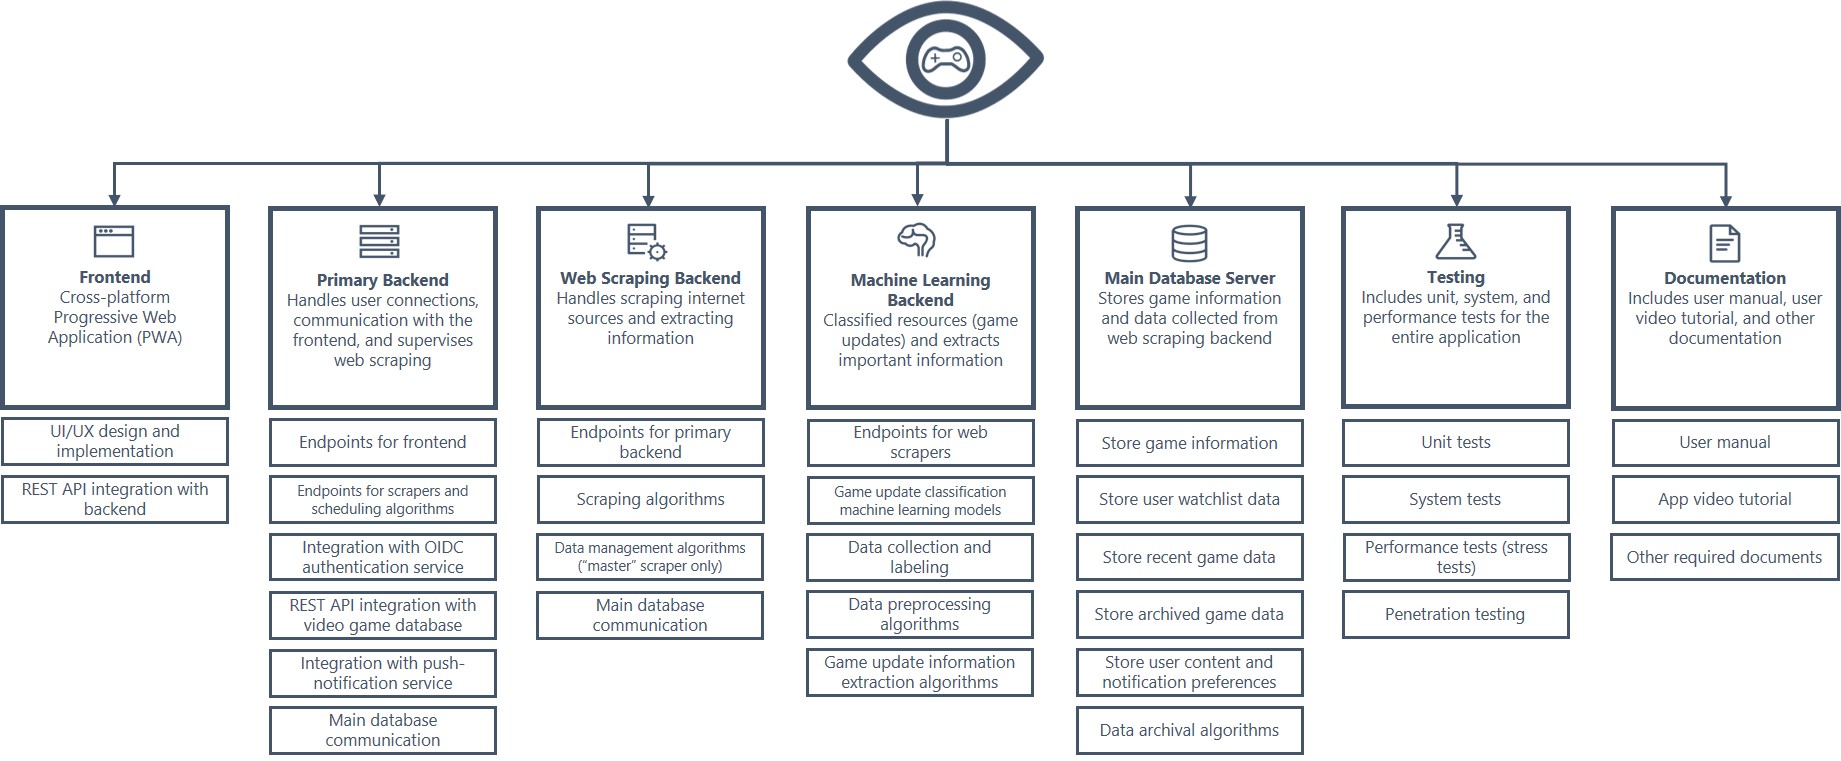 Frontend
Cross-platform
Progressive Web
Application (PWA)
UI/UX design and
implementation
REST API integration with
backend
Primary Backend
Handles user connections,
communication with the
frontend, and supervises
web scraping
Endpoints for frontend
Endpoints for scrapers and
scheduling algorithms
Integration with OIDC
authentication service
REST API integration with
video game database
Integration with push-
notification service
Main database
communication
Web Scraping Backend
Handles scraping internet
sources and extracting
information
Endpoints for primary
backend
Scraping algorithms
Data management algorithms
(“master” scraper only)
Main database
communication
Machine Learning
Backend
Classified resources (game
updates) and extracts
important information
Endpoints for web
scrapers
Game update classification
machine learning models
Data collection and
labeling
Data preprocessing
algorithms
Game update information
extraction algorithms
Main Database Server
Stores game information
and data collected from
web scraping backend
Store game information
Store user watchlist data
Store recent game data
Store archived game data
Store user content and
notification preferences
Data archival algorithms
Testing
Includes unit, system, and
performance tests for the
entire application
Unit tests
System tests
Performance tests (stress
tests)
Penetration testing
Documentation
Includes user manual, user
video tutorial, and other
documentation
User manual
App video tutorial
Other required documents